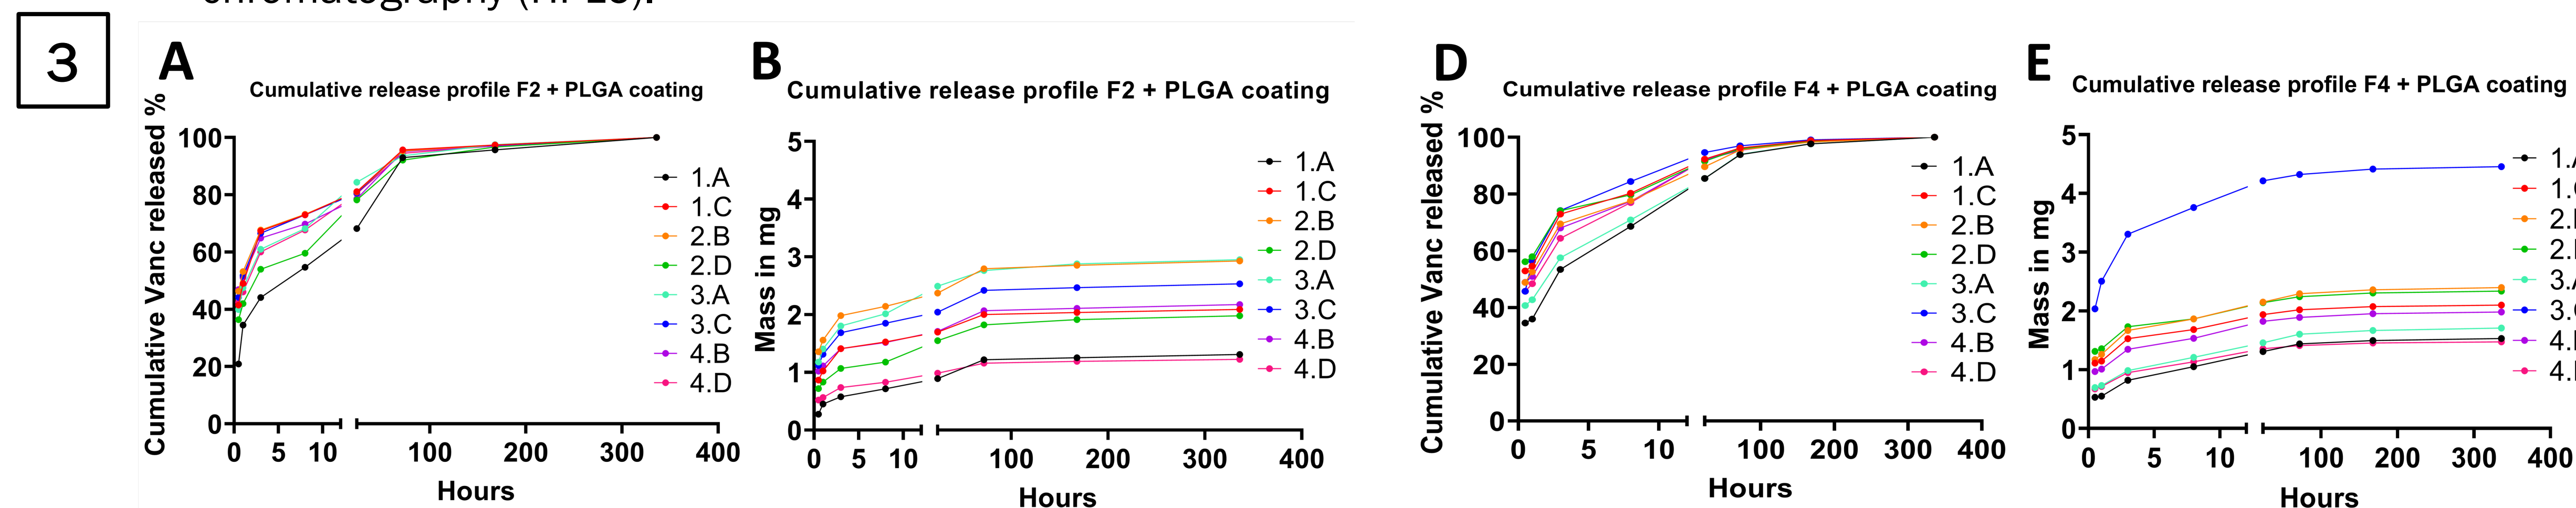 3
A
Cumulative release profile F2 + PLGA coating
Cumulative Vanc released %
100
80
60
40
20
0
0 5 10 100 200 300 400
Hours
1.A
1.C
2.B
2.D
3.A
3.C
4.B
4.D
B
Cumulative release profile F2 + PLGA coating
Mass in mg
5
4
3
2
1
0
0 5 10 100 200 300 400
Hours
1.A
1.C
2.B
2.D
3.A
3.C
4.B
4.D
D
Cumulative release profile F4 + PLGA coating
Cumulative Vanc released %
100
80
60
40
20
0
0 5 10 100 200 300 400
Hours
1.A
1.C
2.B
2.D
3.A
3.C
4.B
4.D
E
Cumulative release profile F4 + PLGA coating
Mass in mg
5
4
3
2
1
0
0 5 10 100 200 300 400
Hours